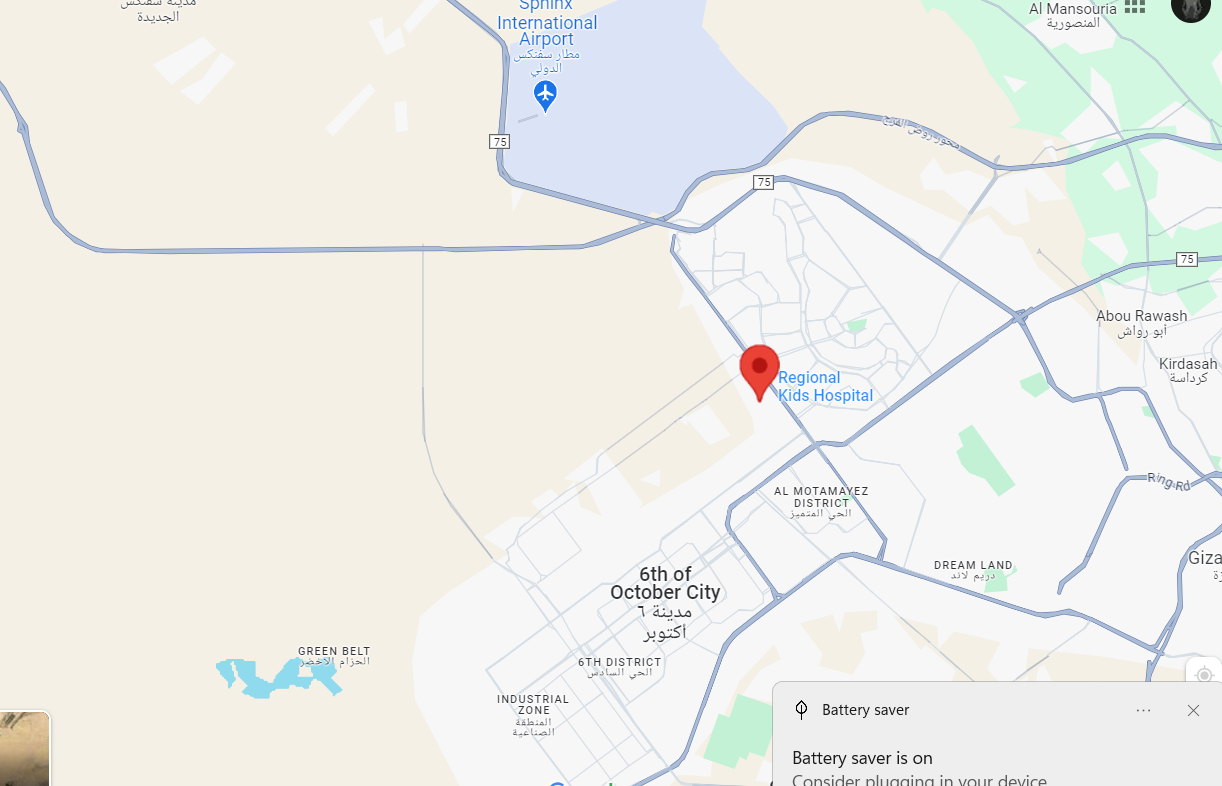 مدينة سفنكس
الجديدة
Sphinx
International
Airport
مطار سفنكس
الدولي
Al Mansouria
المنصورية
75
محور روض الفرج
75
75
Abou Rawash
أبو رواش
Kirdasah
كرداسة
Regional
Kids Hospital
Ring Rd
AL MOTAMAYEZ
DISTRICT
الحي المتميز
Giza
DREAM LAND
دريم لاند
6th of
October City
مدينة ٦
أكتوبر
GREEN BELT
الحزام الاخضر
6TH DISTRICT
الحي السادس
INDUSTRIAL
ZONE
المنطقة
الصناعية
Battery saver
Battery saver is on
Consider plugging in your device